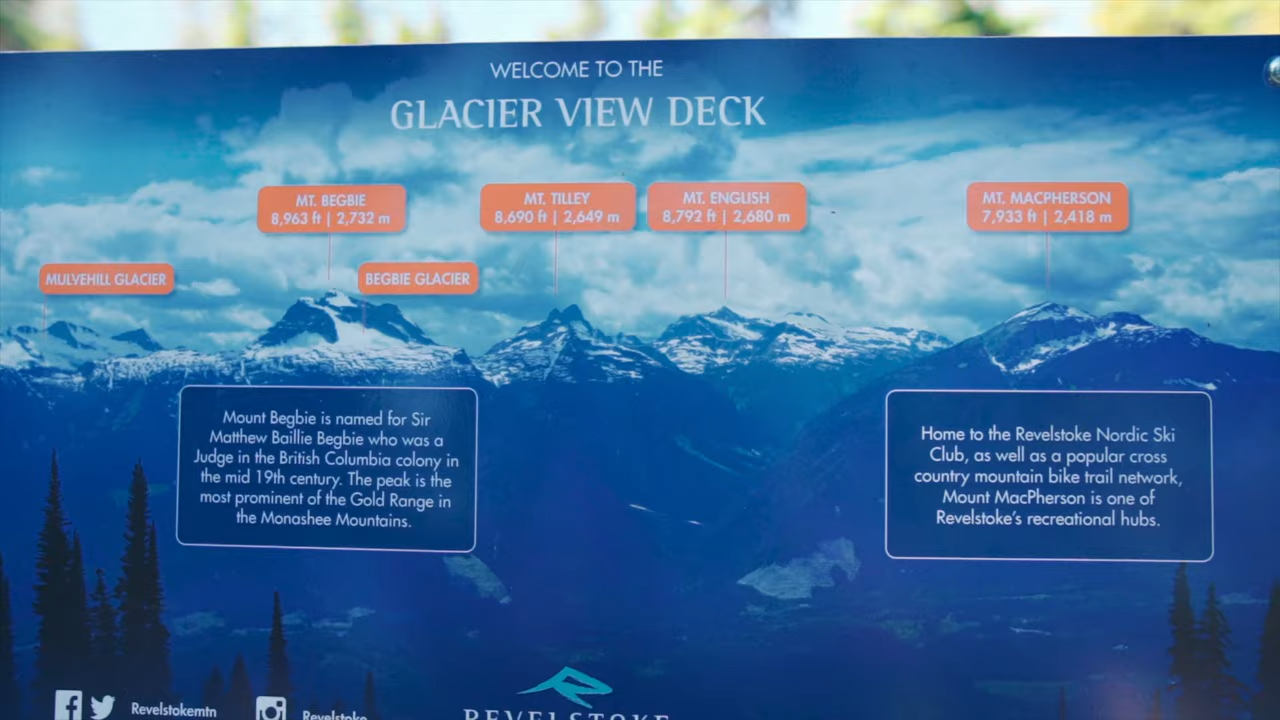 WELCOME TO THE
GLACIER VIEW DECK
MT. BEGBIE
8,963 ft | 2,732 m
MT. TILLEY
8,690 ft | 2,649 m
MT. ENGLISH
8,792 ft | 2,680 m
MT. MACPHERSON
7,933 ft | 2,418 m
MULVEHILL GLACIER
BEGBIE GLACIER
Mount Begbie is named for Sir
Matthew Baillie Begbie who was a
Judge in the British Columbia colony in
the mid 19th century. The peak is the
most prominent of the Gold Range in
the Monashee Mountains.
Home to the Revelstoke Nordic Ski
Club, as well as a popular cross
country mountain bike trail network,
Mount MacPherson is one of
Revelstoke's recreational hubs.
Revelstokemtn
Revelstoke
REVELSTOKE